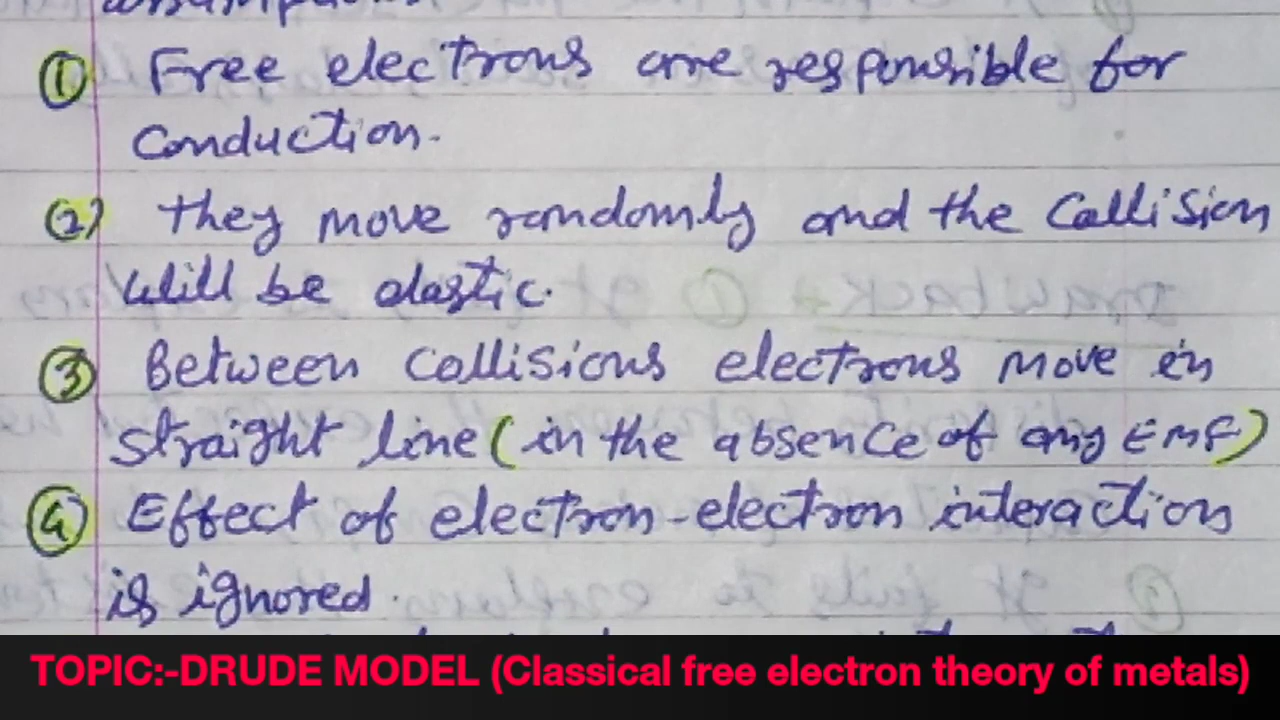 ① Free electrons are responsible for
conduction.
(2) they move randomly and the Collision
will be elastic.
③ Between Collisions electrons move in
straight line (in the absence of any EMF)
④ Effect of electron-electron interaction
is ignored.
TOPIC:-DRUDE MODEL (Classical free electron theory of metals)